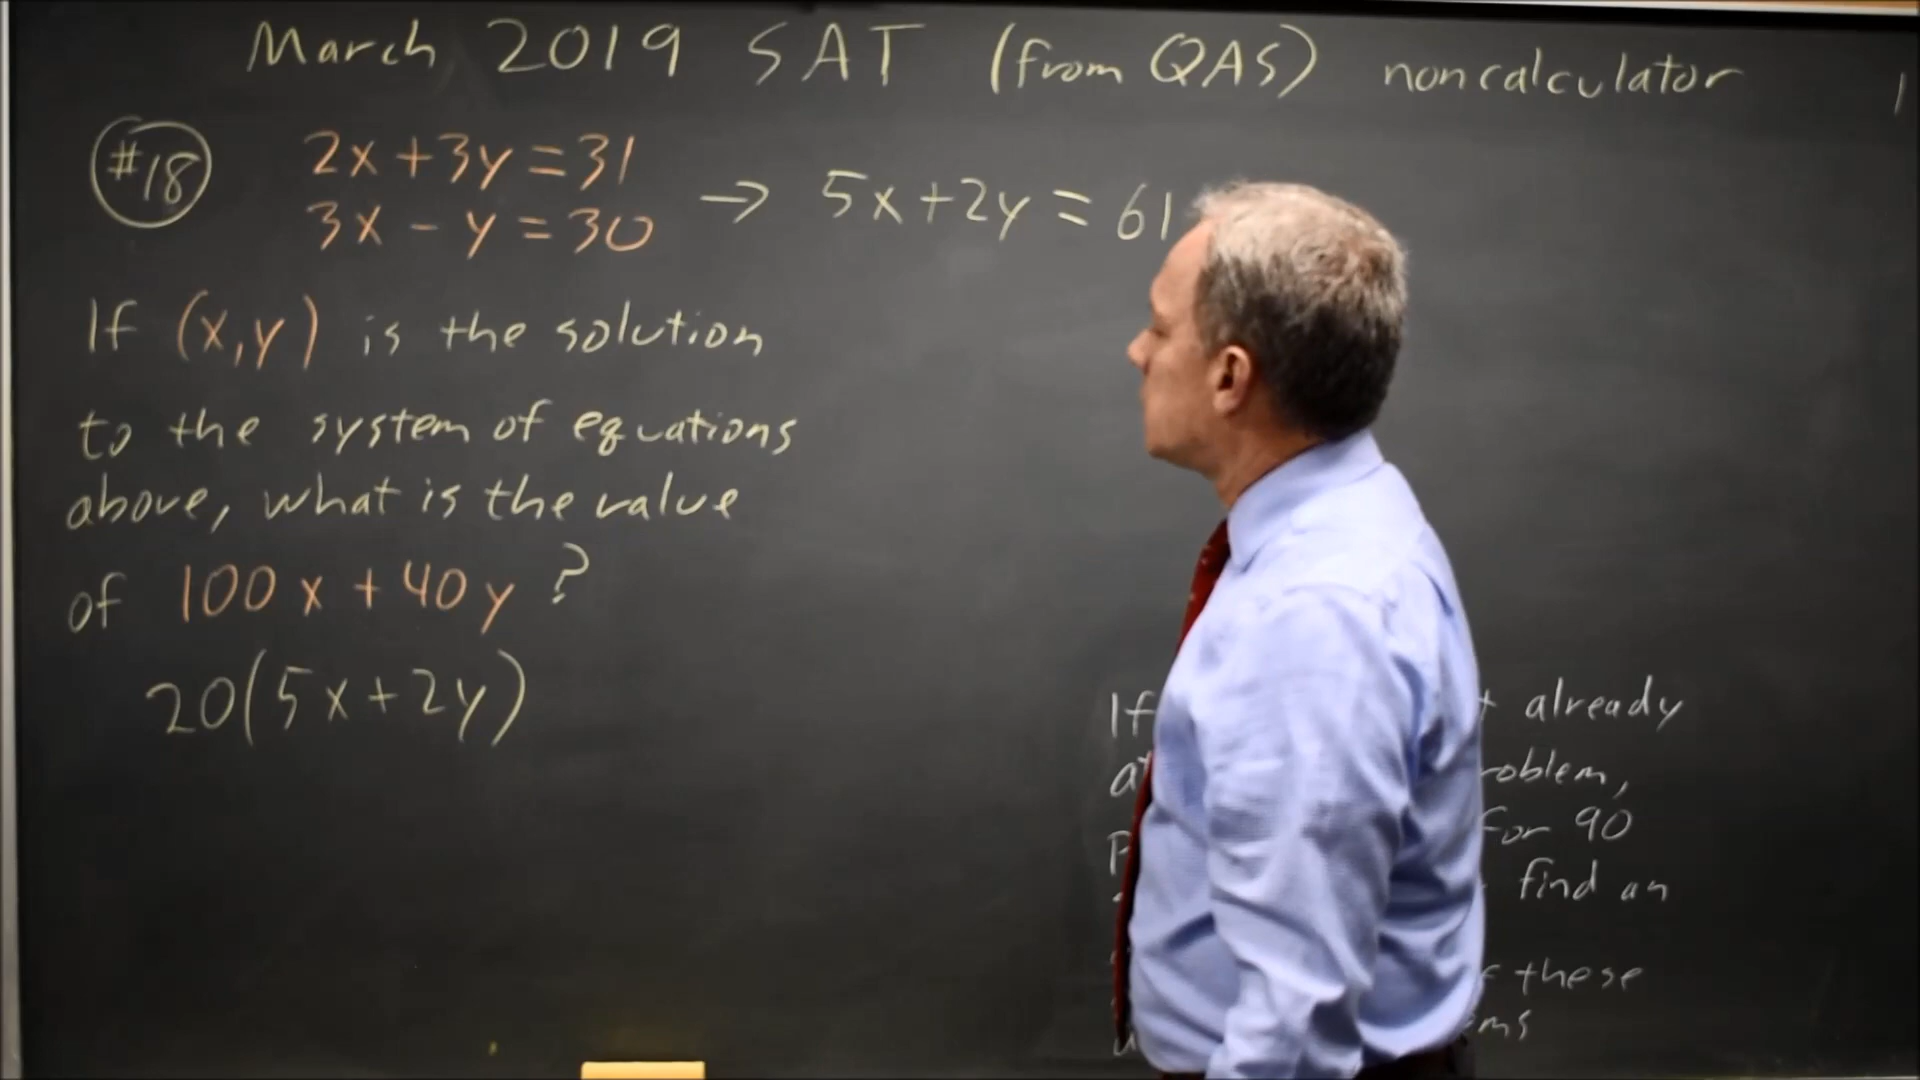 March 2019 SAT (from QAS) noncalculator 1
#18
2x+3y=31
3x-y=30
→ 5x+2y=61
If (x,y) is the solution
to the system of equations
above, what is the value
of 100x+40y?
20(5x+2y)
If already
for 90
find an
these